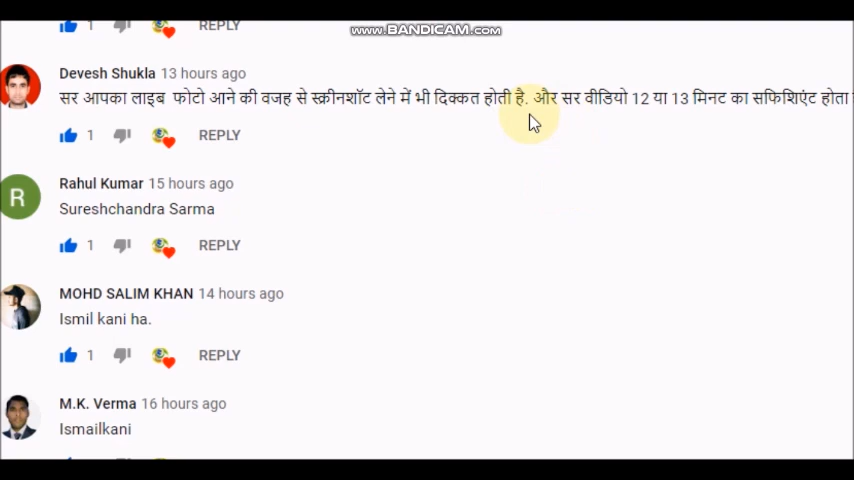 www.BANDICAM.com
REPLY
Devesh Shukla 13 hours ago
सर आपका लाइब फोटो आने की वजह से स्क्रीनशॉट लेने में भी दिक्कत होती है. और सर वीडियो 12 या 13 मिनट का सफिशिएंट होता
1 REPLY
Rahul Kumar 15 hours ago
Sureshchandra Sarma
1 REPLY
MOHD SALIM KHAN 14 hours ago
Ismil kani ha.
1 REPLY
M.K. Verma 16 hours ago
Ismailkani
R